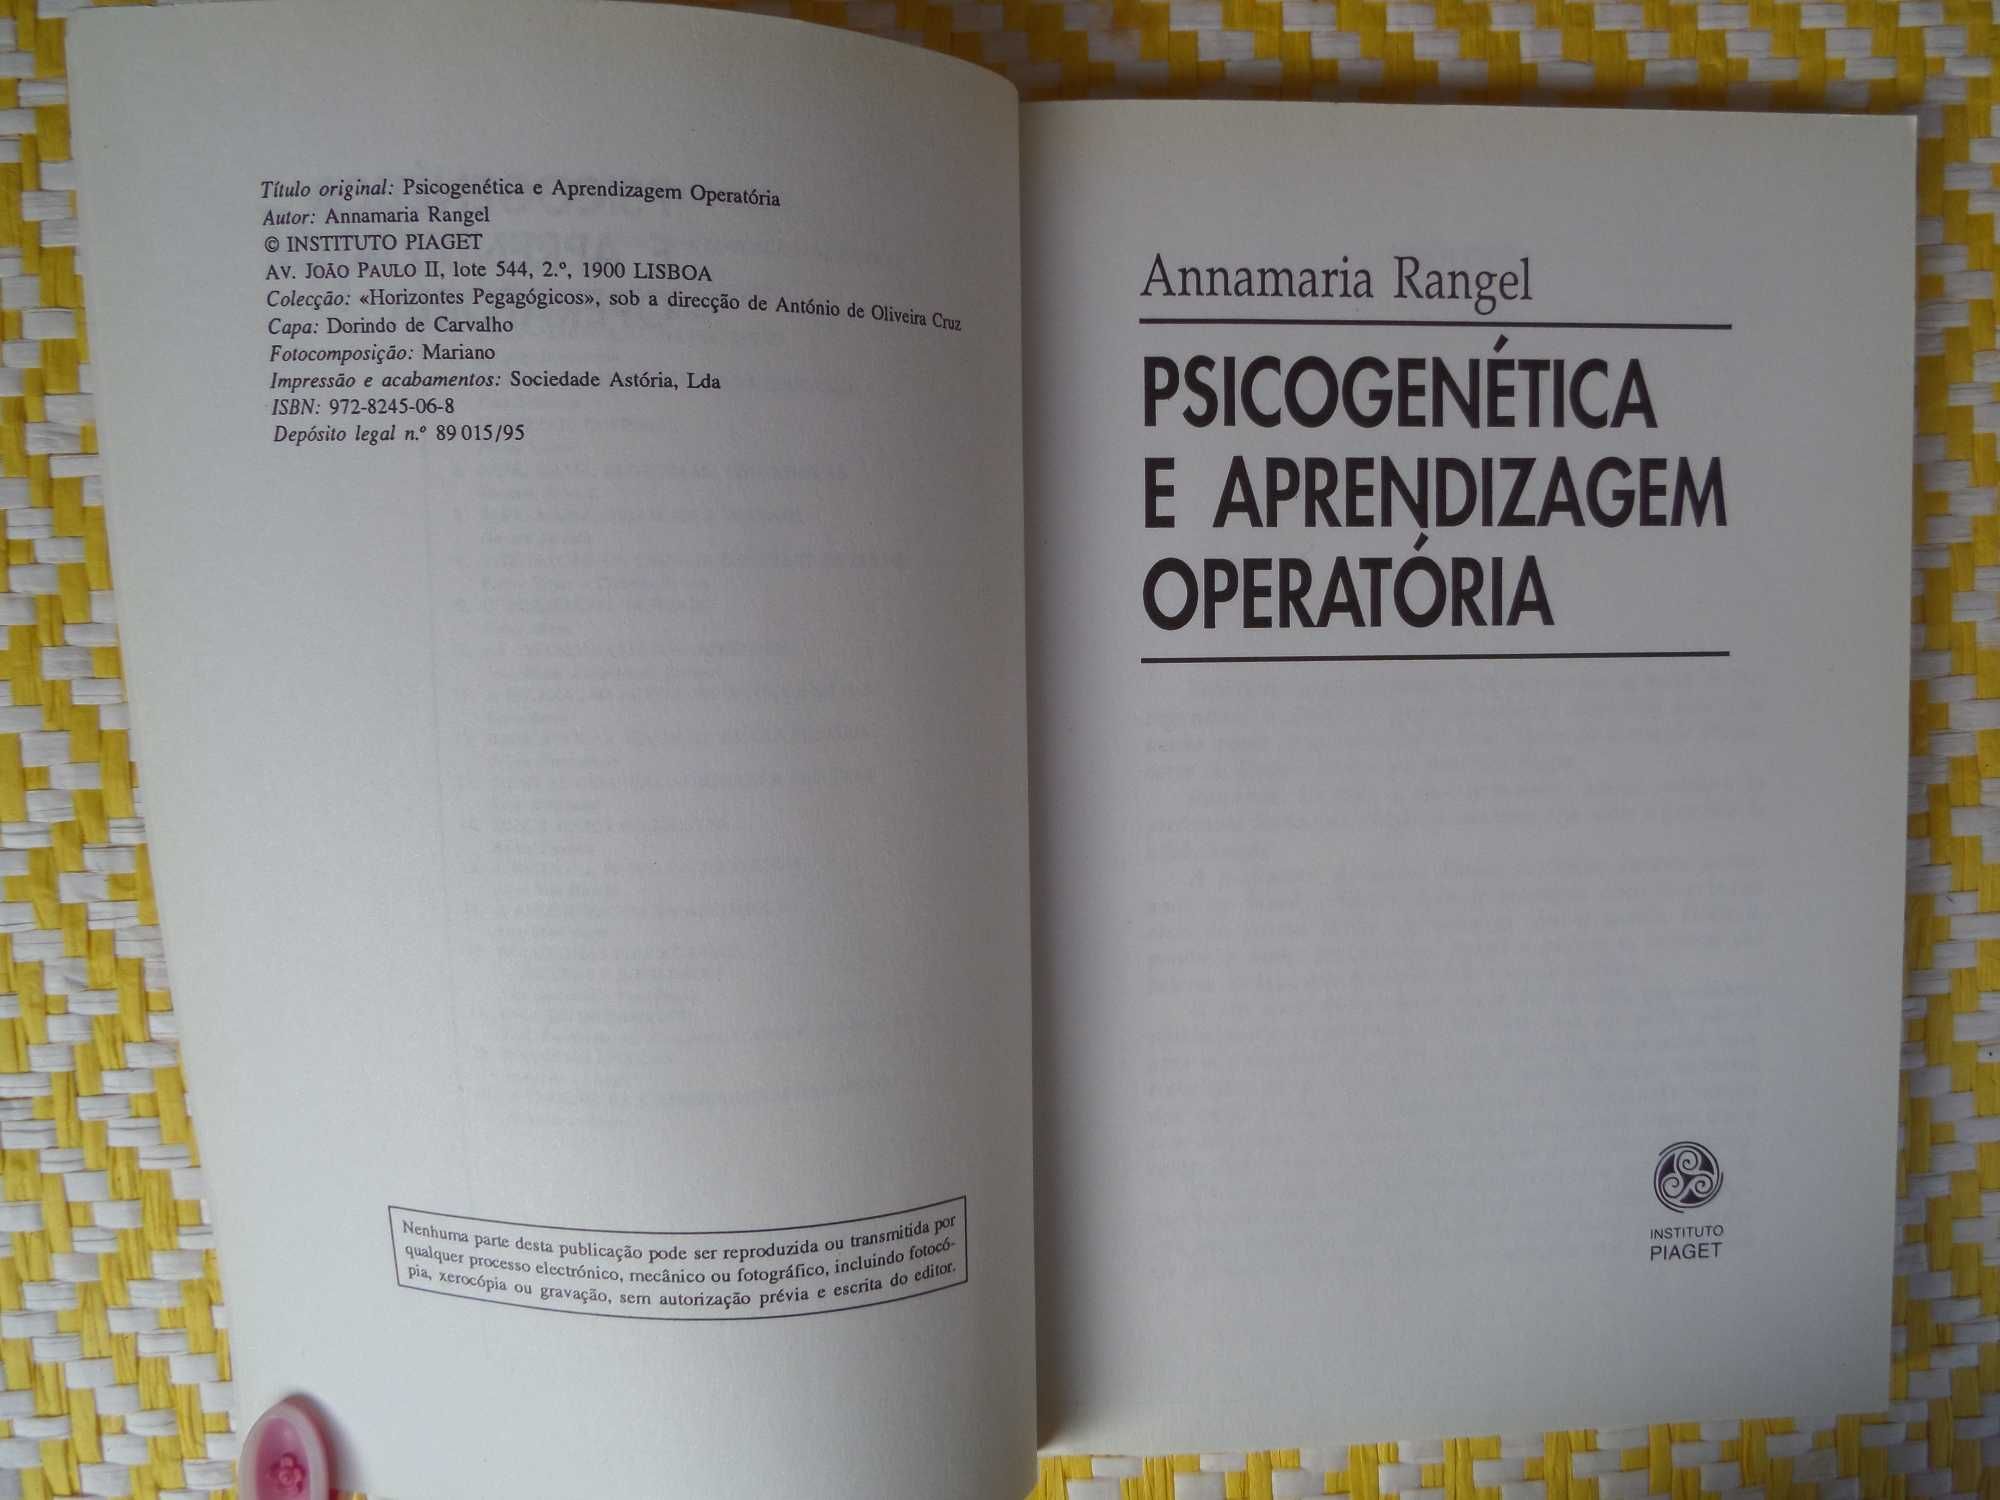 Título original: Psicogenética e Aprendizagem Operatória
Autor: Annamaria Rangel
© INSTITUTO PIAGET
AV. JOÃO PAULO II, lote 544, 2.º, 1900 LISBOA
Colecção: «Horizontes Pegagógicos», sob a direcção de António de Oliveira Cruz
Capa: Dorindo de Carvalho
Fotocomposição: Mariano
Impressão e acabamentos: Sociedade Astória, Lda
ISBN: 972-8245-06-8
Depósito legal n.º 89 015/95
Nenhuma parte desta publicação pode ser reproduzida ou transmitida por
qualquer processo electrónico, mecânico ou fotográfico, incluindo fotocó-
pia, xerocópia ou gravação, sem autorização prévia e escrita do editor.
Annamaria Rangel
PSICOGENÉTICA
E APRENDIZAGEM
OPERATÓRIA
INSTITUTO
PIAGET